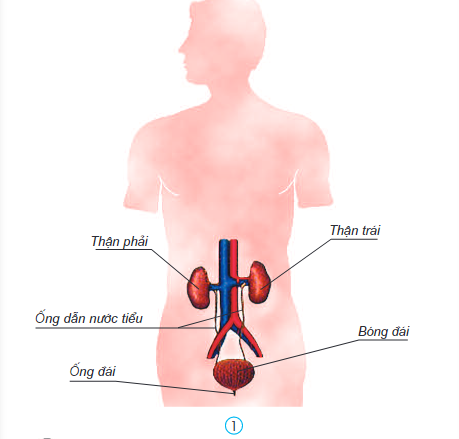 Thận phải
Thận trái
Ống dẫn nước tiểu
Bóng đái
Ống đái
1